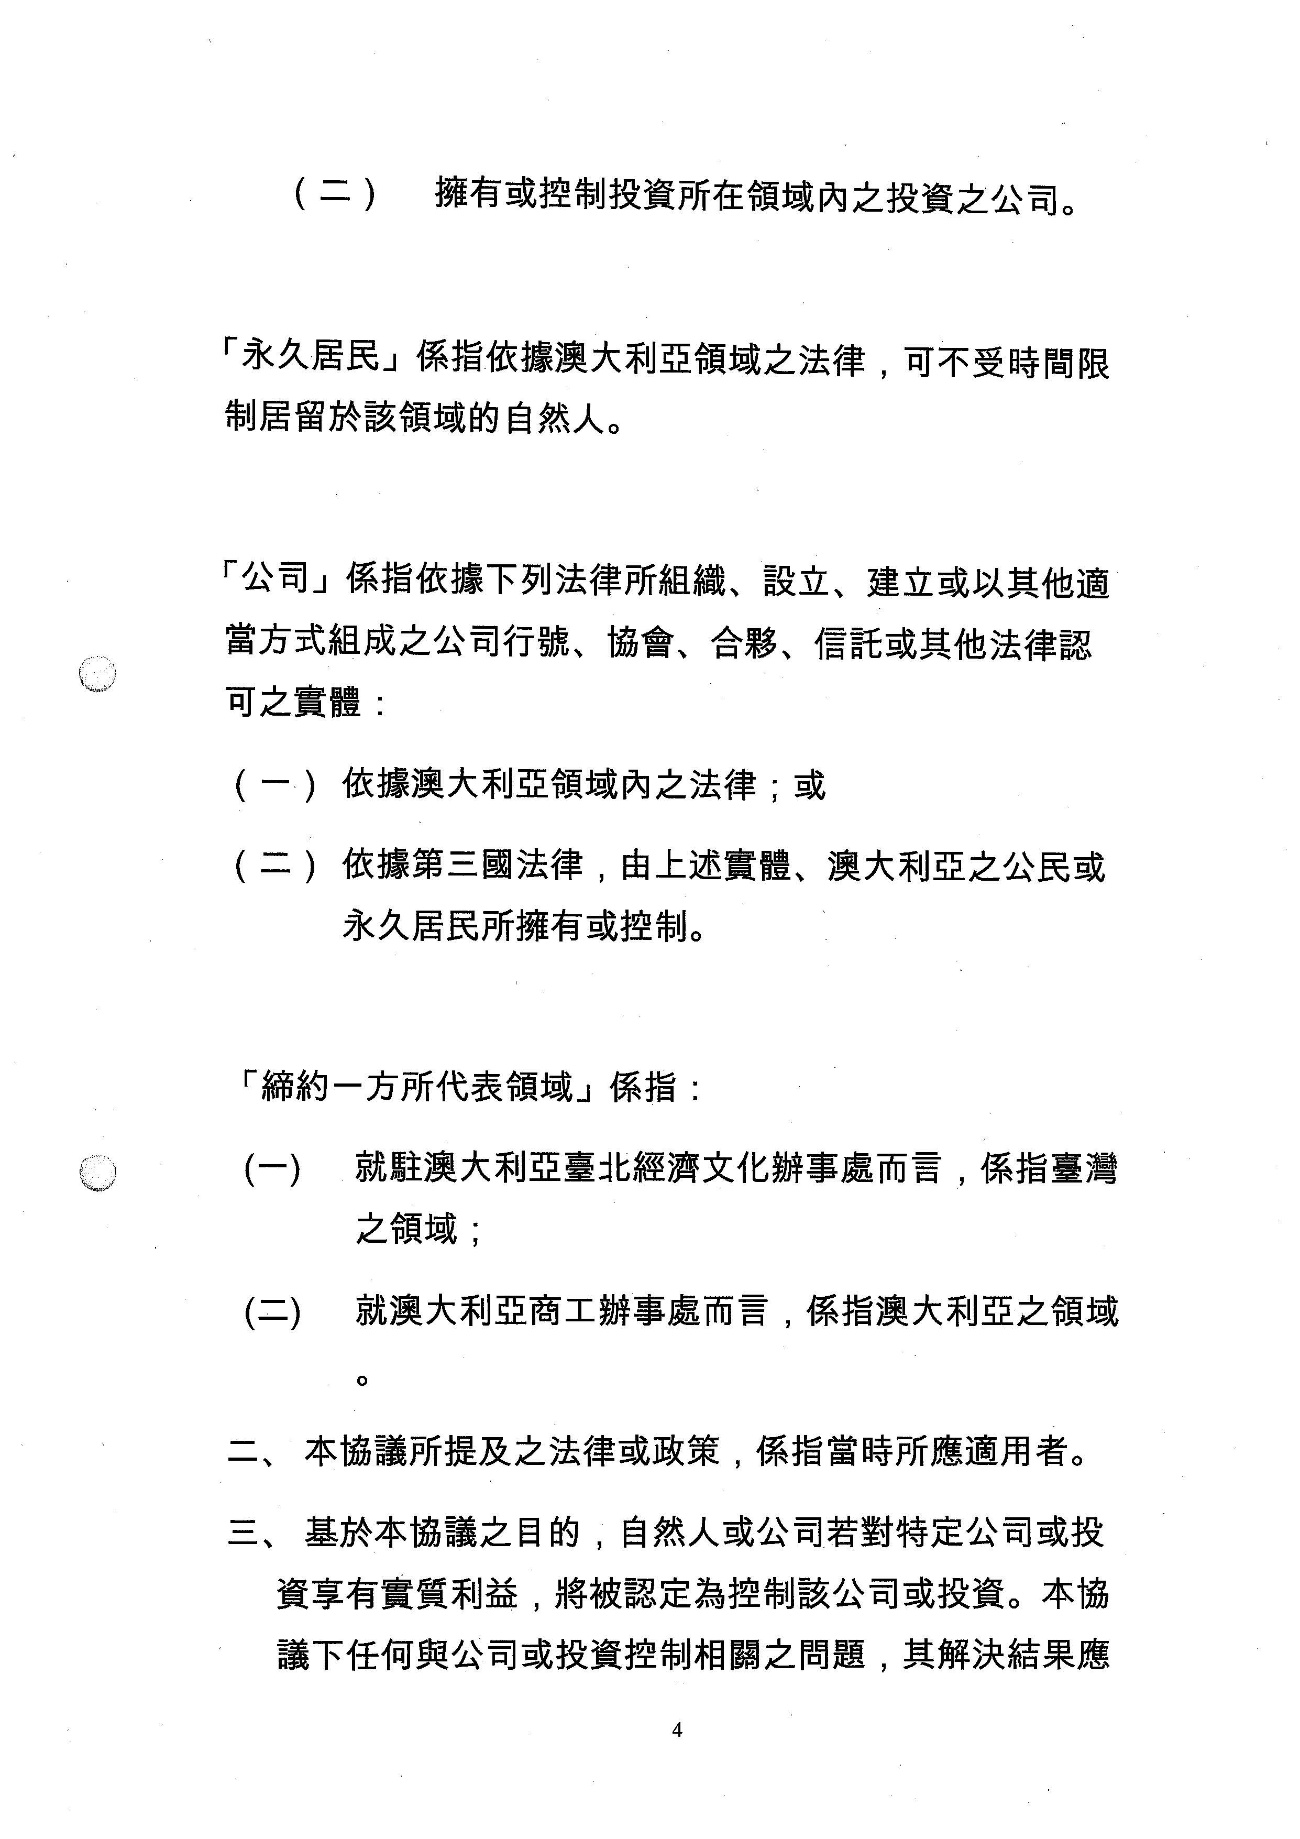 (二) 擁有或控制投資所在領域內之投資之公司。
「永久居民」係指依據澳大利亞領域之法律，可不受時間限
制居留於該領域的自然人。
「公司」係指依據下列法律所組織、設立、建立或以其他適
當方式組成之公司行號、協會、合夥、信託或其他法律認
可之實體：
(一) 依據澳大利亞領域內之法律；或
(二) 依據第三國法律，由上述實體、澳大利亞之公民或
永久居民所擁有或控制。
「締約一方所代表領域」係指：
(一) 就駐澳大利亞臺北經濟文化辦事處而言，係指臺灣
之領域；
(二) 就澳大利亞商工辦事處而言，係指澳大利亞之領域
。
二、 本協議所提及之法律或政策，係指當時所應適用者。
三、 基於本協議之目的，自然人或公司若對特定公司或投
資享有實質利益，將被認定為控制該公司或投資。本協
議下任何與公司或投資控制相關之問題，其解決結果應
4